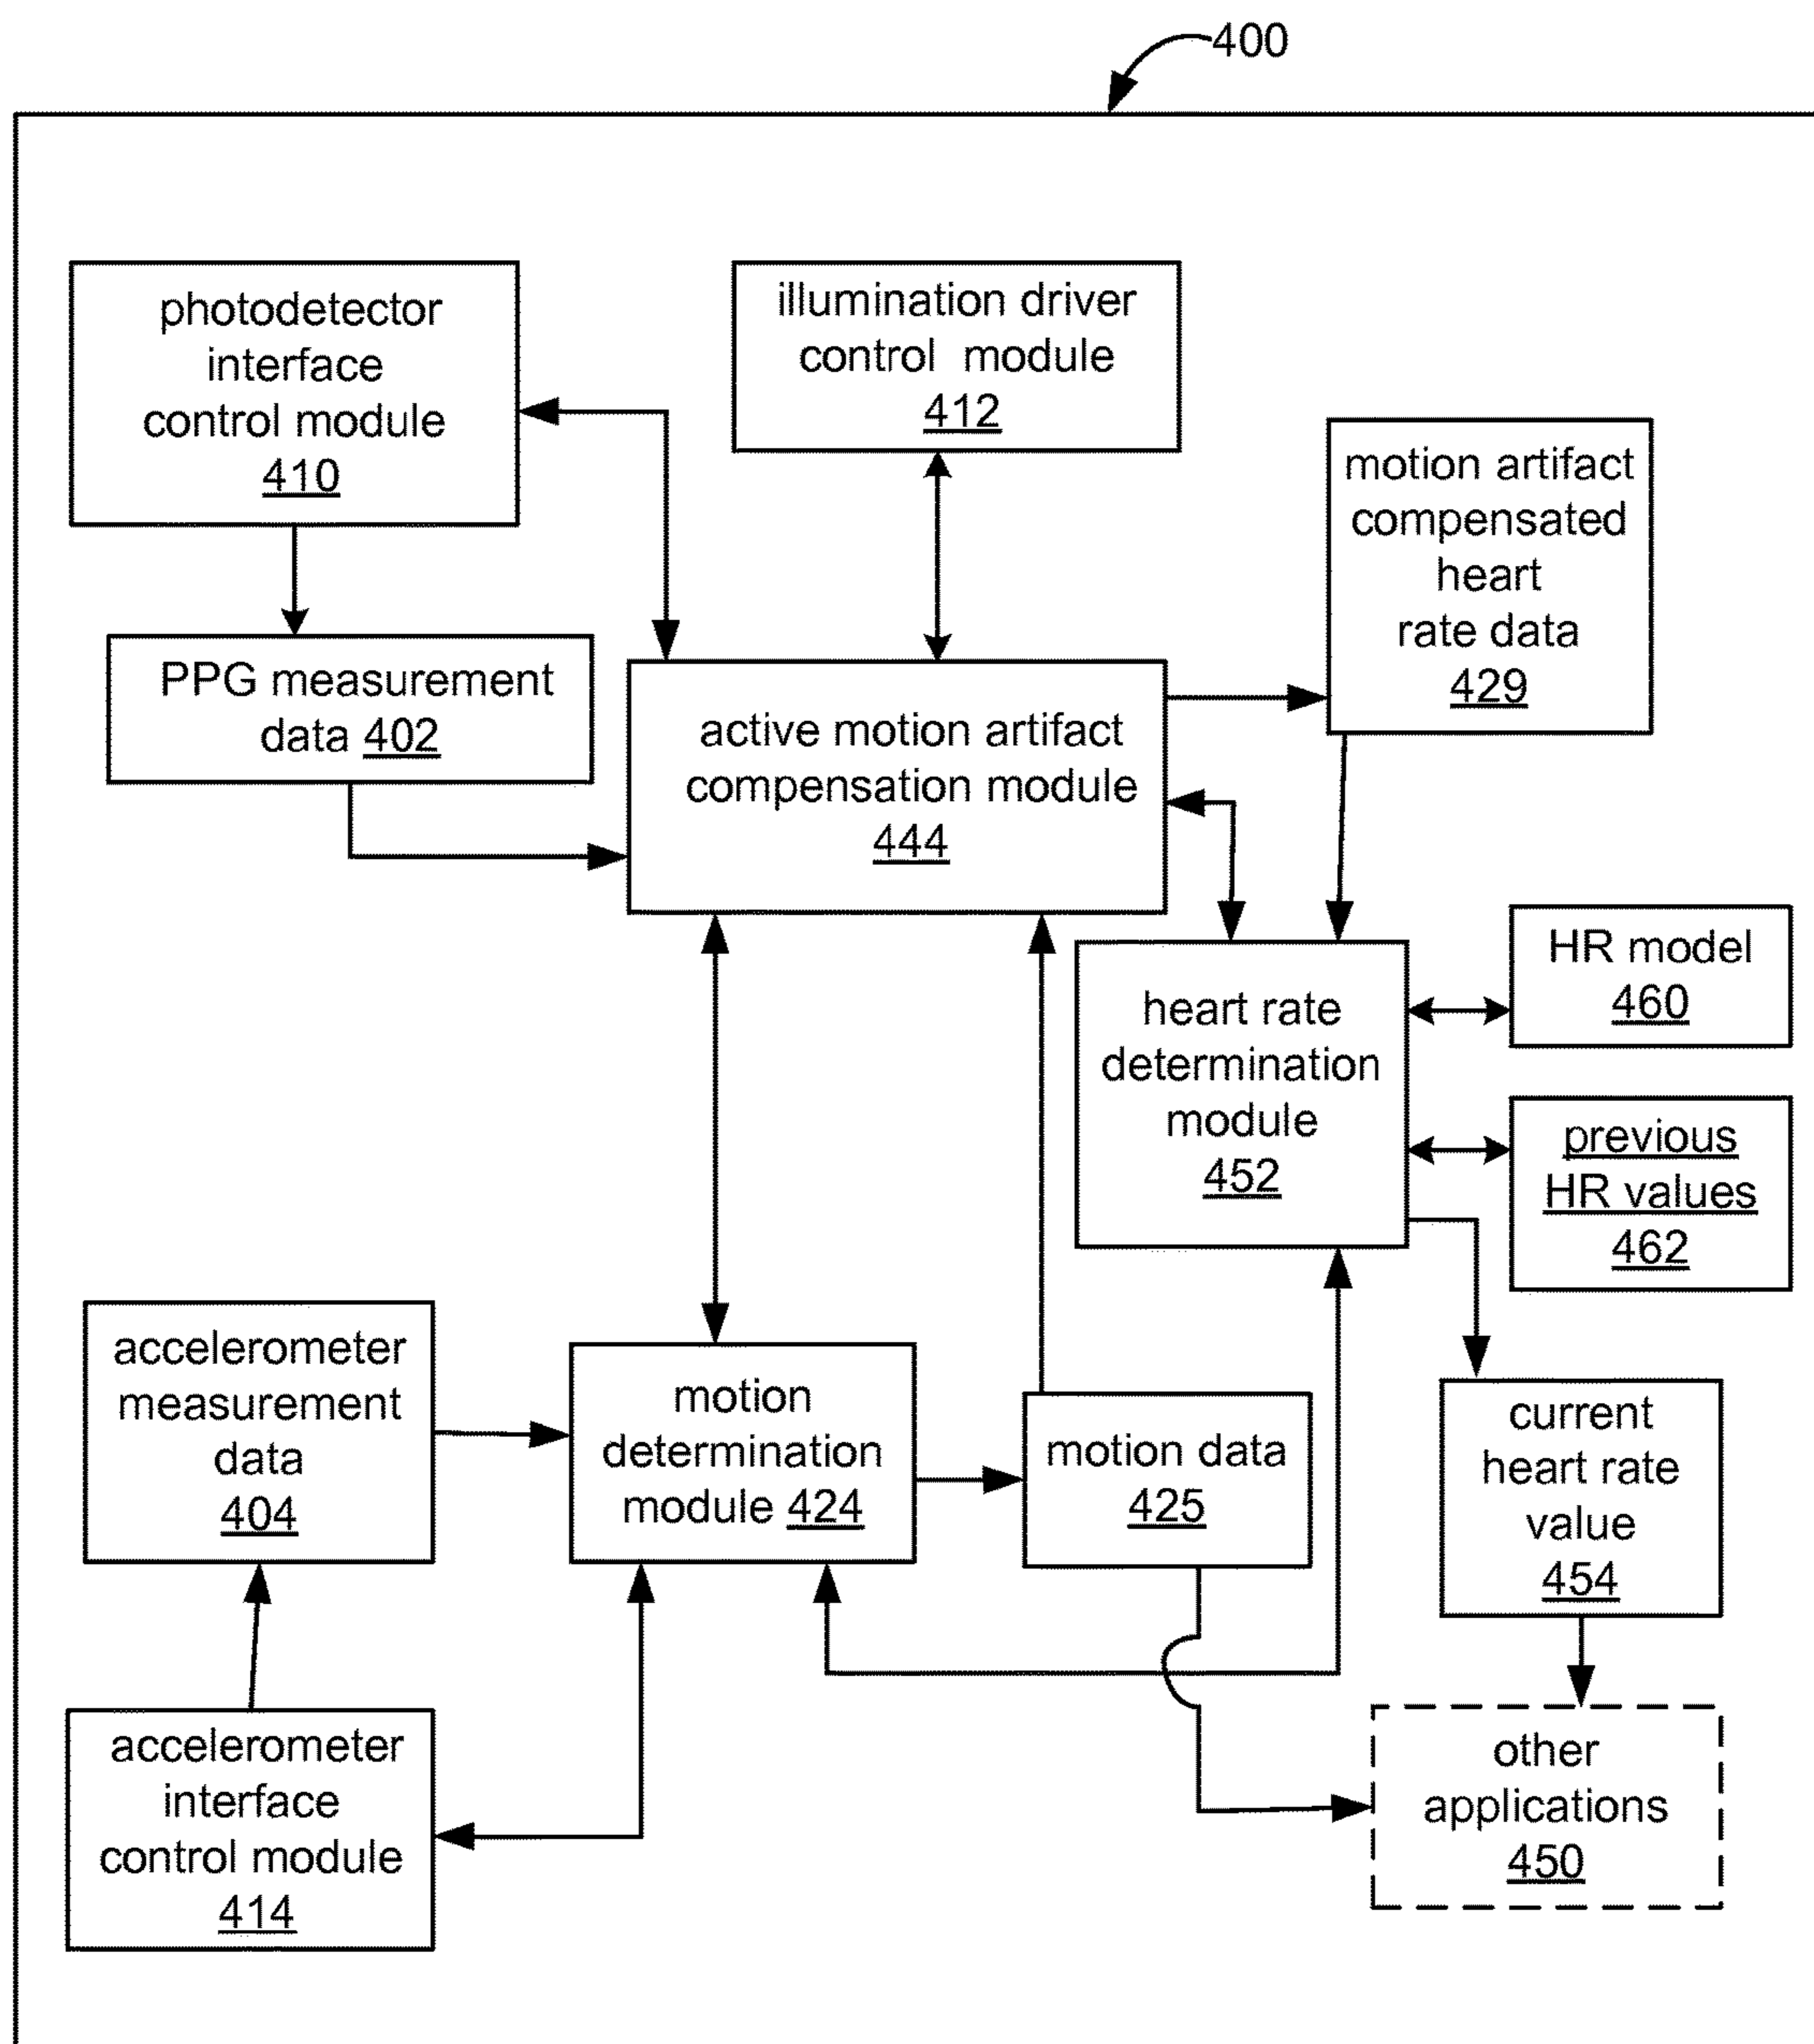 400
photodetector
interface
control module
410
illumination driver
control module
412
motion artifact
compensated
heart
rate data
429
PPG measurement
data 402
active motion artifact
compensation module
444
HR model
460
heart rate
determination
module
452
previous
HR values
462
accelerometer
measurement
data
404
motion
determination
module 424
motion data
425
current
heart rate
value
454
accelerometer
interface
control module
414
other
applications
450